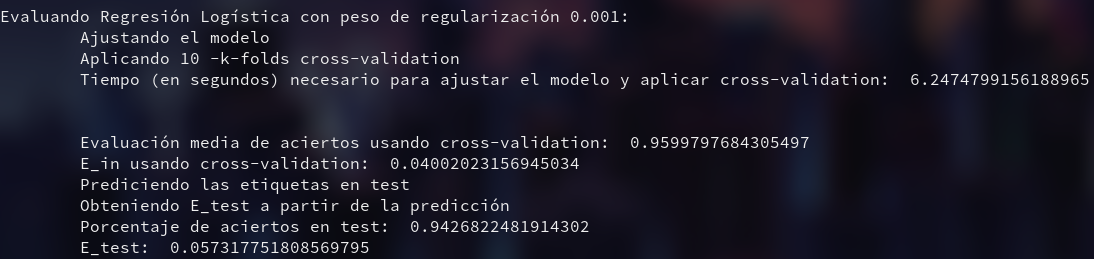 Evaluando Regresión Logística con peso de regularización 0.001:
Ajustando el modelo
Aplicando 10 -k-folds cross-validation
Tiempo (en segundos) necesario para ajustar el modelo y aplicar cross-validation:  6.2474799156188965
Evaluación media de aciertos usando cross-validation:  0.9599797684305497
E_in usando cross-validation:  0.04002023156945034
Prediciendo las etiquetas en test
Obteniendo E_test a partir de la predicción
Porcentaje de aciertos en test:  0.9426822481914302
E_test:  0.057317751808569795